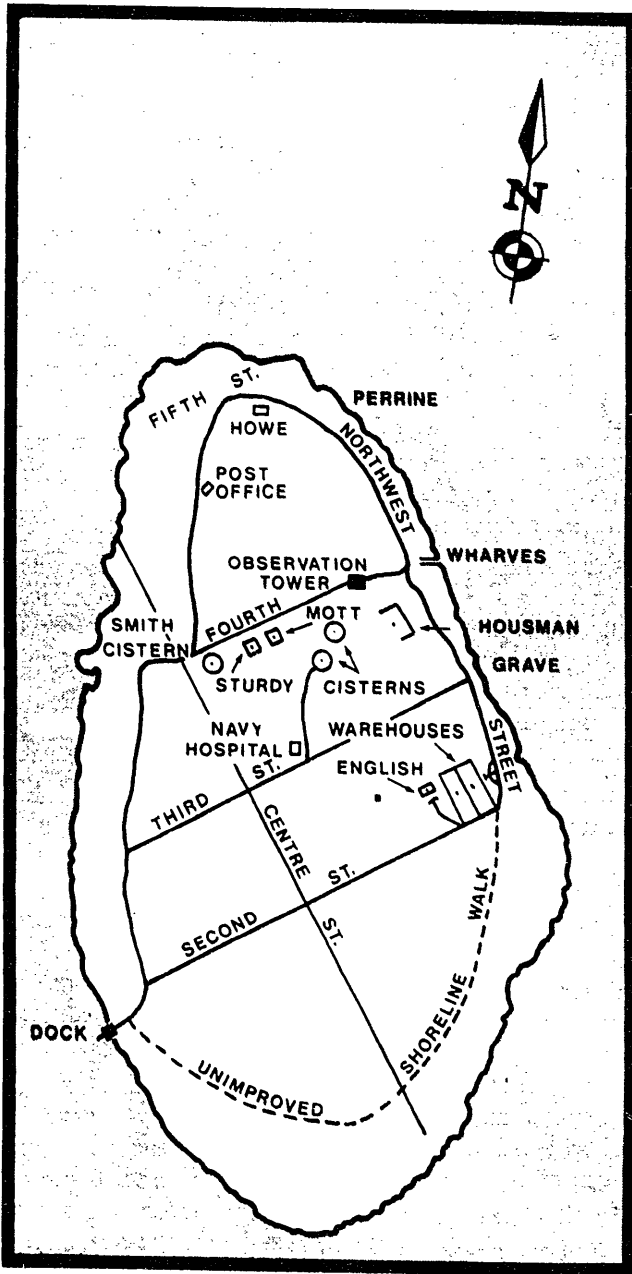 N
FIFTH ST.
PERRINE
HOWE
NORTHWEST
POST
OFFICE
OBSERVATION
TOWER
WHARVES
SMITH
CISTERN
FOURTH
MOTT
HOUSMAN
GRAVE
STURDY
CISTERNS
NAVY
HOSPITAL
WAREHOUSES
STREET
THIRD ST.
ENGLISH
CENTRE ST.
SECOND ST.
WALK
SHORELINE
DOCK
UNIMPROVED